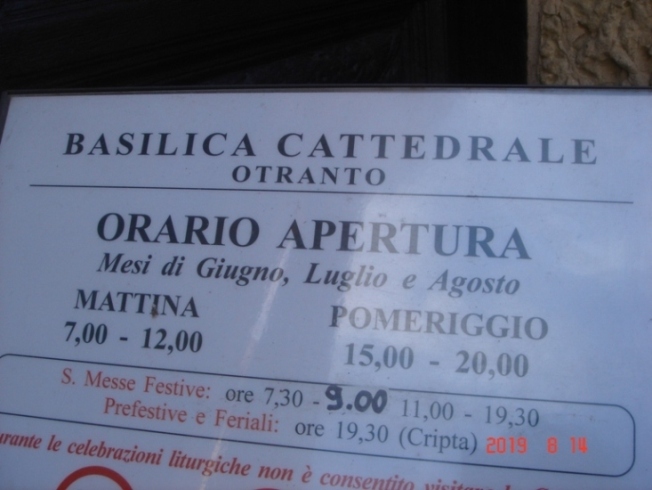 BASILICA CATTEDRALE
OTRANTO
ORARIO APERTURA
Mesi di Giugno, Luglio e Agosto
MATTINA
7,00 - 12,00
POMERIGGIO
15,00 - 20,00
S. Messe Festive: ore 7,30 - 9.00 11,00 - 19,30
Prefestive e Feriali: ore 19,30 (Cripta)
le celebrazioni liturgiche non è consentito visitare la
2019 8 14